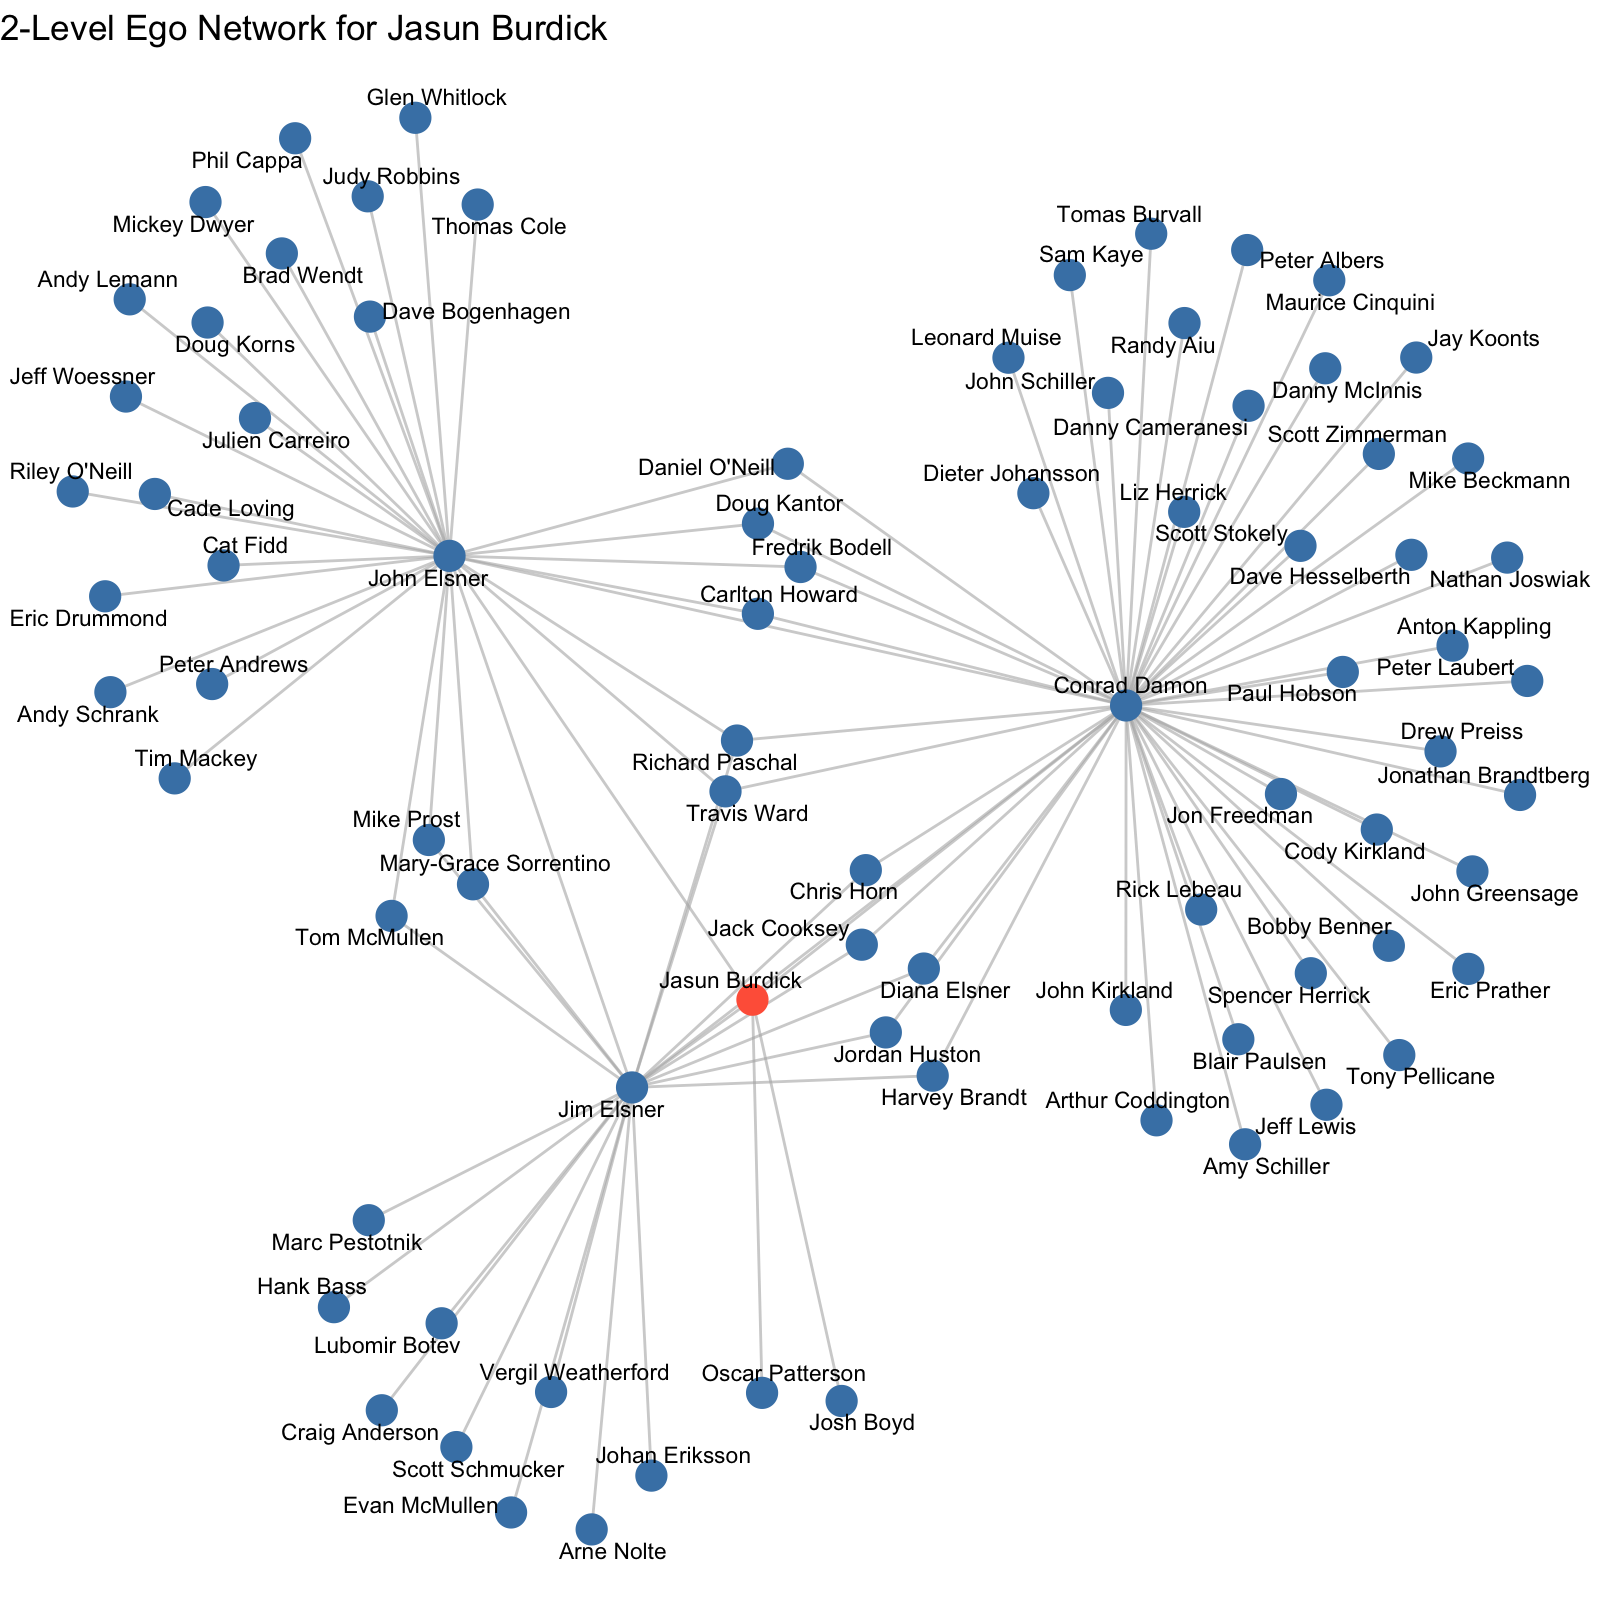 2-Level Ego Network for Jasun Burdick
Glen Whitlock
Phil Cappa
Judy Robbins
Mickey Dwyer
Thomas Cole
Tomas Burvall
Sam Kaye
Peter Albers
Brad Wendt
Andy Lemann
Maurice Cinquini
Dave Bogenhagen
Leonard Muise
Jay Koonts
Doug Korns
Randy Aiu
Jeff Woessner
John Schiller
Danny McInnis
Danny Cameranesi
Scott Zimmerman
Julien Carreiro
Daniel O'Neill
Riley O'Neill
Dieter Johansson
Mike Beckmann
Liz Herrick
Doug Kantor
Cade Loving
Scott Stokely
Cat Fidd
Fredrik Bodell
John Elsner
Dave Hesselberth
Nathan Joswiak
Carlton Howard
Eric Drummond
Anton Kappling
Peter Andrews
Peter Laubert
Conrad Damon
Paul Hobson
Andy Schrank
Drew Preiss
Tim Mackey
Richard Paschal
Jonathan Brandtberg
Travis Ward
Jon Freedman
Mike Prost
Cody Kirkland
Mary-Grace Sorrentino
Chris Horn
Rick Lebeau
John Greensage
Jack Cooksey
Bobby Benner
Tom McMullen
Jasun Burdick
Diana Elsner
John Kirkland
Spencer Herrick
Eric Prather
Jordan Huston
Blair Paulsen
Tony Pellicane
Harvey Brandt
Arthur Coddington
Jim Elsner
Jeff Lewis
Amy Schiller
Marc Pestotnik
Hank Bass
Lubomir Botev
Vergil Weatherford
Oscar Patterson
Josh Boyd
Craig Anderson
Johan Eriksson
Scott Schmucker
Evan McMullen
Arne Nolte